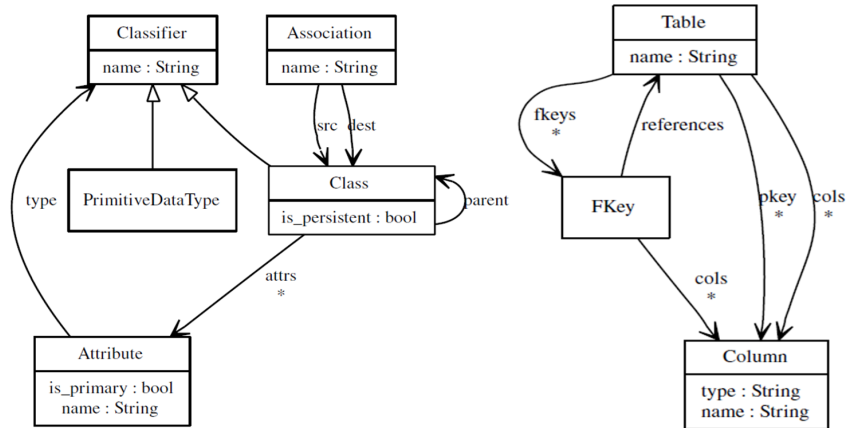 Classifier
name : String
Association
name : String
src
dest
type
PrimitiveDataType
Class
is_persistent : bool
parent
attrs
*
Attribute
is_primary : bool
name : String
Table
name : String
fkeys
*
references
FKey
pkey
*
cols
*
cols
*
Column
type : String
name : String